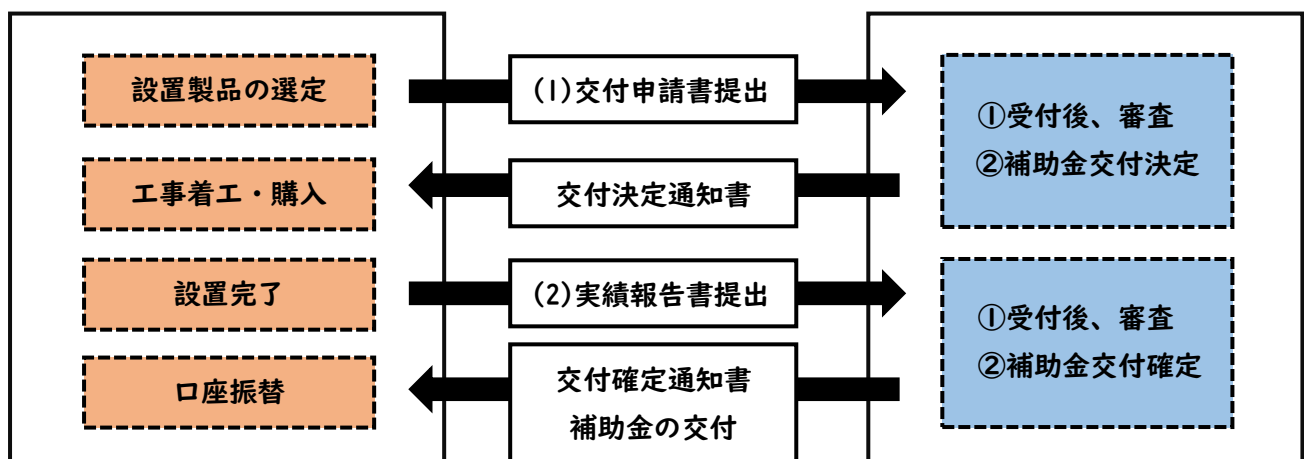 設置製品の選定
(1)交付申請書提出
①受付後、審査
②補助金交付決定
工事着工・購入
交付決定通知書
設置完了
(2)実績報告書提出
①受付後、審査
②補助金交付確定
口座振替
交付確定通知書
補助金の交付